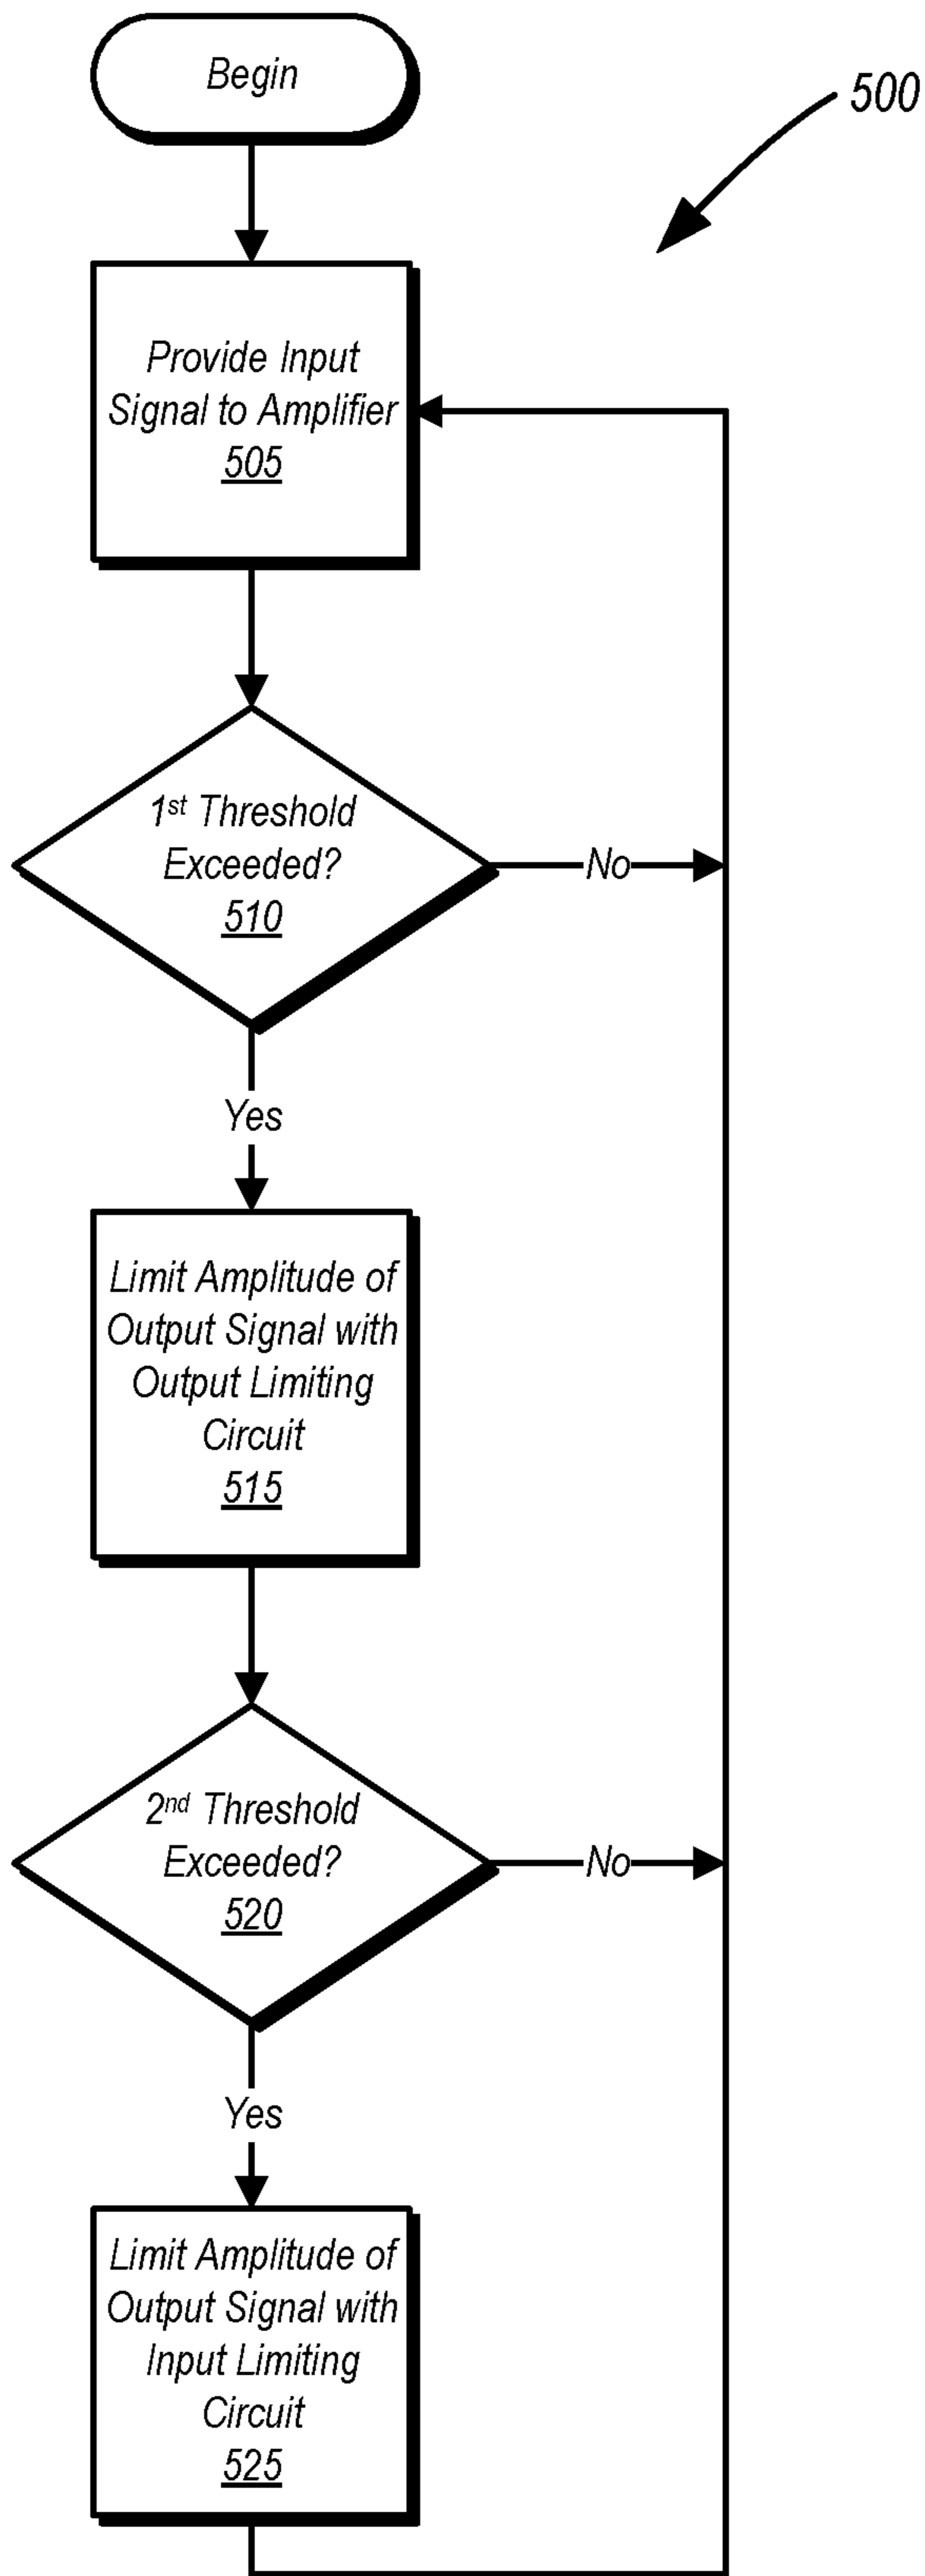 Begin
500
Provide Input
Signal to Amplifier
505
1st Threshold
Exceeded?
510
No
Yes
Limit Amplitude of
Output Signal with
Output Limiting
Circuit
515
2nd Threshold
Exceeded?
520
No
Yes
Limit Amplitude of
Output Signal with
Input Limiting
Circuit
525